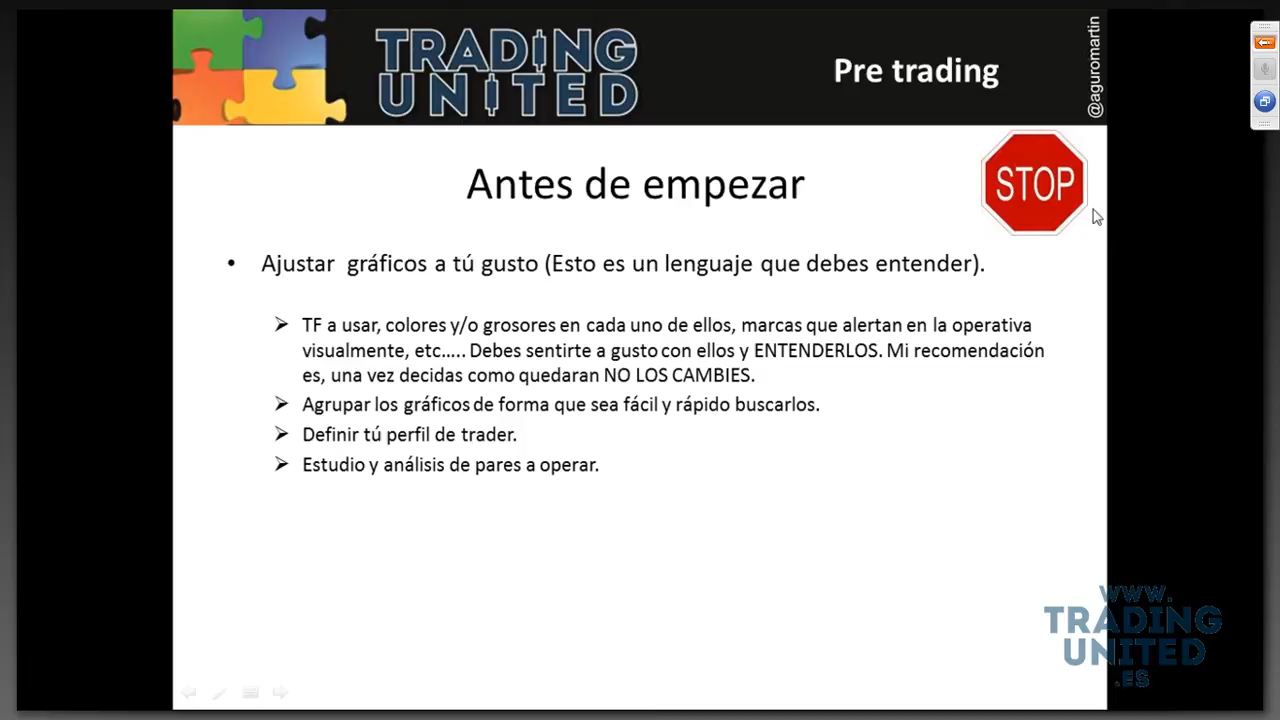 TRADING
UNITED
Pre trading
@aguromartin
STOP
Antes de empezar
• Ajustar gráficos a tú gusto (Esto es un lenguaje que debes entender).
➢ TF a usar, colores y/o grosores en cada uno de ellos, marcas que alertan en la operativa
visualmente, etc….. Debes sentirte a gusto con ellos y ENTENDERLOS. Mi recomendación
es, una vez decidas como quedaran NO LOS CAMBIES.
➢ Agrupar los gráficos de forma que sea fácil y rápido buscarlos.
➢ Definir tú perfil de trader.
➢ Estudio y análisis de pares a operar.
WWW.
TRADING
UNITED
.ES